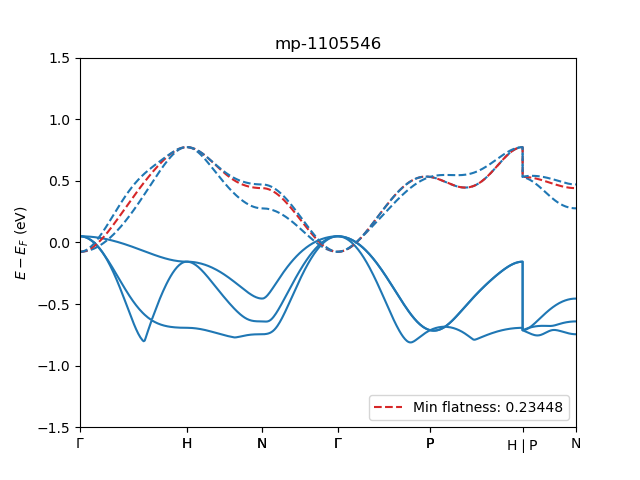 mp-1105546
E − E_F (eV)
1.5
1.0
0.5
0.0
−0.5
−1.0
−1.5
Min flatness: 0.23448
Γ H N Γ P H | P N